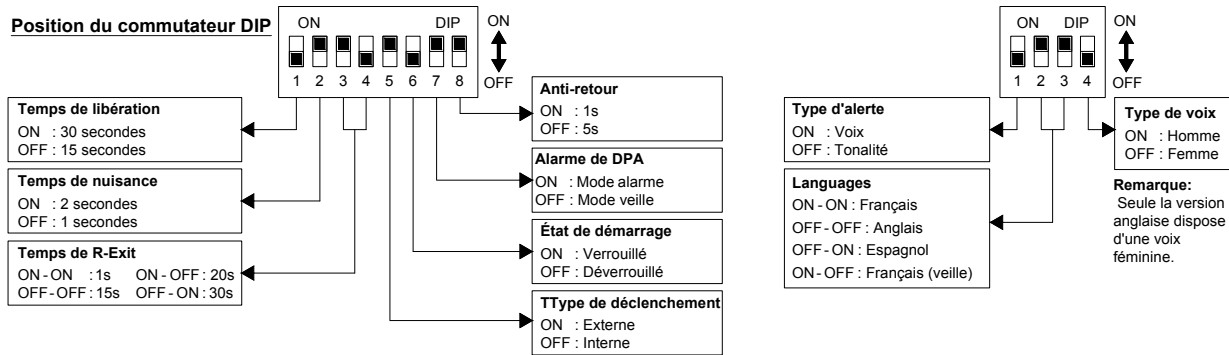 Position du commutateur DIP
ON DIP
1 2 3 4 5 6 7 8
ON
OFF
Temps de libération
ON : 30 secondes
OFF : 15 secondes
Temps de nuisance
ON : 2 secondes
OFF : 1 secondes
Temps de R-Exit
ON-ON : 1s ON-OFF : 20s
OFF-OFF : 15s OFF-ON : 30s
Anti-retour
ON : 1s
OFF : 5s
Alarme de DPA
ON : Mode alarme
OFF : Mode veille
État de démarrage
ON : Verrouillé
OFF : Déverrouillé
TType de déclenchement
ON : Externe
OFF : Interne
ON DIP
1 2 3 4
ON
OFF
Type d'alerte
ON : Voix
OFF : Tonalité
Languages
ON-ON : Français
OFF-OFF : Anglais
OFF-ON : Espagnol
ON-OFF : Français (veille)
Type de voix
ON : Homme
OFF : Femme
Remarque:
Seule la version
anglaise dispose
d'une voix
féminine.